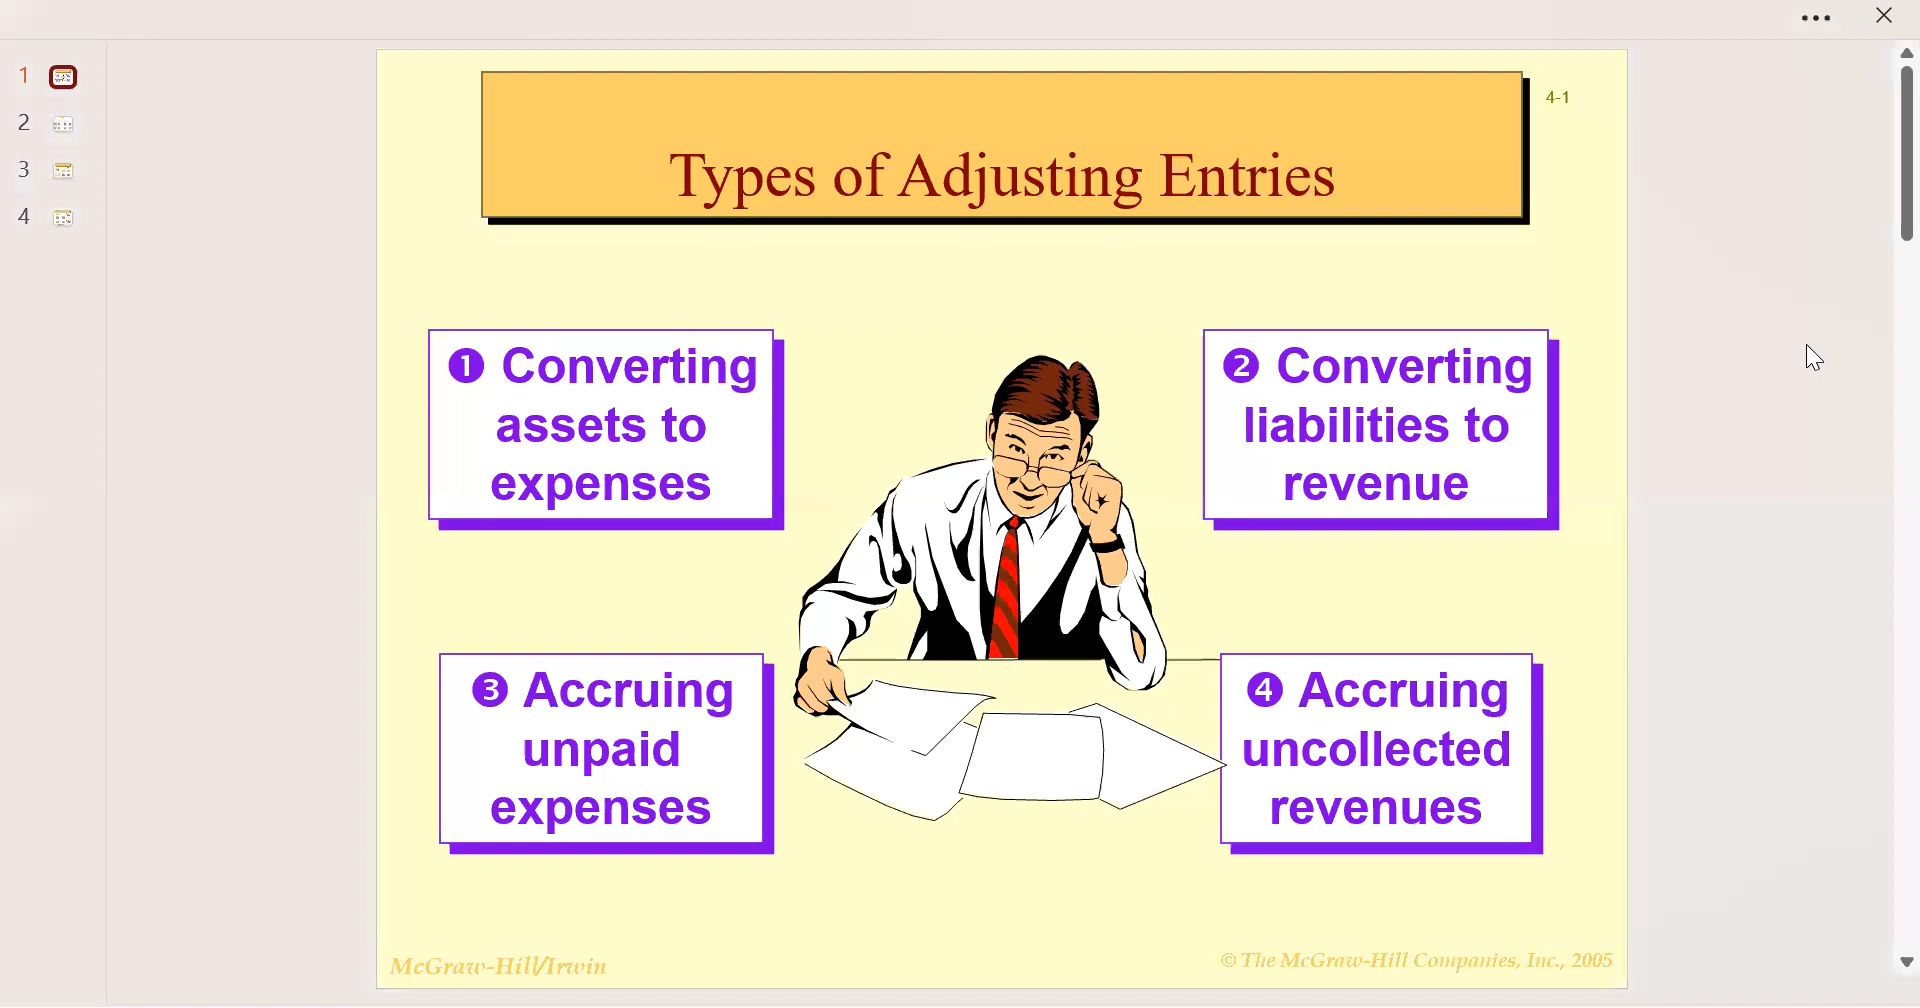 1
2
3
4
4-1
Types of Adjusting Entries
❶ Converting
assets to
expenses
❷ Converting
liabilities to
revenue
❸ Accruing
unpaid
expenses
❹ Accruing
uncollected
revenues
McGraw-Hill/Irwin
© The McGraw-Hill Companies, Inc., 2005